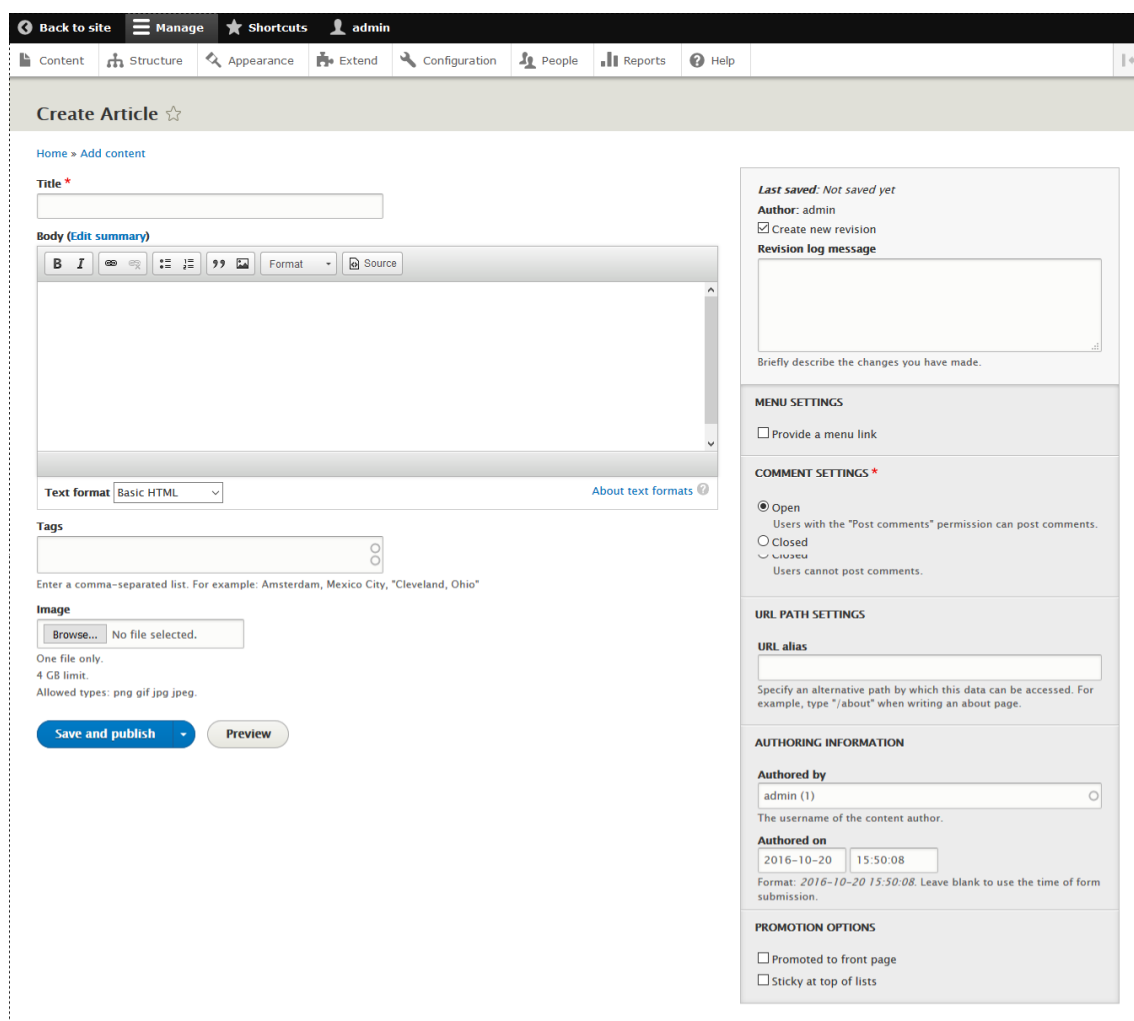 Back to site Manage Shortcuts admin
Content Structure Appearance Extend Configuration People Reports Help
Create Article
Home » Add content
Title *
Body (Edit summary)
B I Format Source
Text format Basic HTML About text formats ?
Tags
Enter a comma-separated list. For example: Amsterdam, Mexico City, "Cleveland, Ohio"
Image
Browse... No file selected.
One file only.
4 GB limit.
Allowed types: png gif jpg jpeg.
Save and publish Preview
Last saved: Not saved yet
Author: admin
Create new revision
Revision log message
Briefly describe the changes you have made.
MENU SETTINGS
Provide a menu link
COMMENT SETTINGS *
Open
Users with the "Post comments" permission can post comments.
Closed
Closed
Users cannot post comments.
URL PATH SETTINGS
URL alias
Specify an alternative path by which this data can be accessed. For
example, type "/about" when writing an about page.
AUTHORING INFORMATION
Authored by
admin (1)
The username of the content author.
Authored on
2016-10-20 15:50:08
Format: 2016-10-20 15:50:08. Leave blank to use the time of form
submission.
PROMOTION OPTIONS
Promoted to front page
Sticky at top of lists